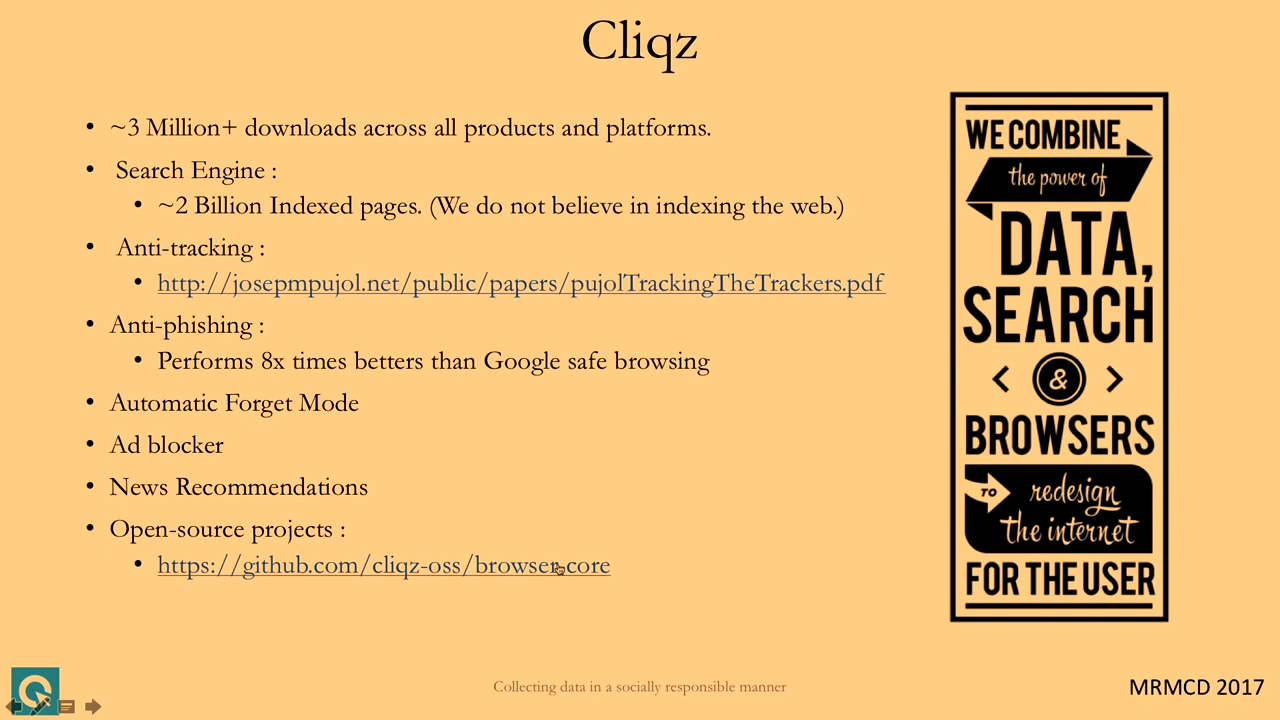 Cliqz
• ~3 Million+ downloads across all products and platforms.
• Search Engine :
• ~2 Billion Indexed pages. (We do not believe in indexing the web.)
• Anti-tracking :
• http://josepmpujol.net/public/papers/pujolTrackingTheTrackers.pdf
• Anti-phishing :
• Performs 8x times betters than Google safe browsing
• Automatic Forget Mode
• Ad blocker
• News Recommendations
• Open-source projects :
• https://github.com/cliqz-oss/browser-core
WE COMBINE
the power of
DATA,
SEARCH
< & >
BROWSERS
TO redesign
the internet
FOR THE USER
Collecting data in a socially responsible manner
MRMCD 2017